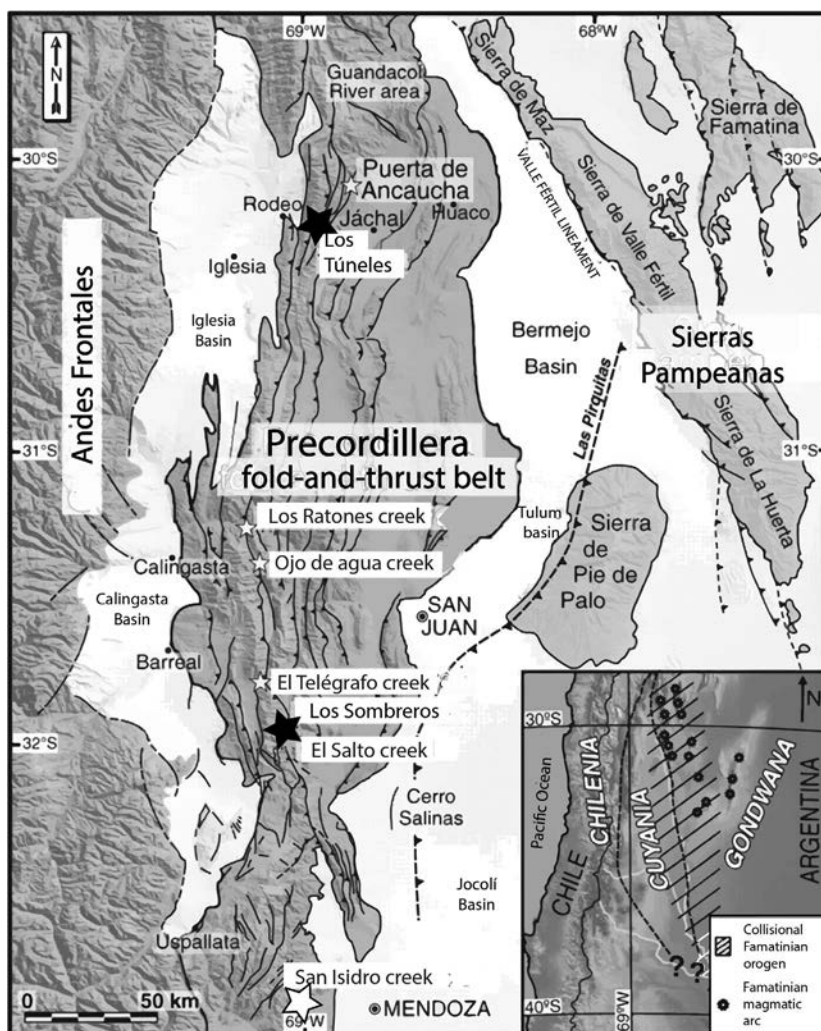 69°W
68°W
N
Guandacol
River area
Sierra de Maz
Sierra de
Famatina
30°S
30°S
Puerta de
Ancaucha
VALLE FÉRTIL LINEAMENT
Sierra de Valle Fértil
Rodeo
Jáchal
Huaco
Los
Túneles
Iglesia
Iglesia
Basin
Andes Frontales
Bermejo
Basin
Las Pirquitas
Sierras
Pampeanas
31°S
31°S
Precordillera
fold-and-thrust belt
Sierra de La Huerta
Los Ratones creek
Tulum
basin
Sierra
de
Pie de
Palo
Ojo de agua creek
Calingasta
Calingasta
Basin
SAN
JUAN
Barreal
El Telégrafo creek
Los Sombreros
32°S
El Salto creek
Cerro
Salinas
Jocolí
Basin
Uspallata
San Isidro creek
0
50 km
69°W
MENDOZA
N
30°S
Pacific Ocean
CHILE
CHILENIA
CUYANIA
GONDWANA
ARGENTINA
? ?
40°S
69°W
Collisional
Famatinian
orogen
Famatinian
magmatic
arc